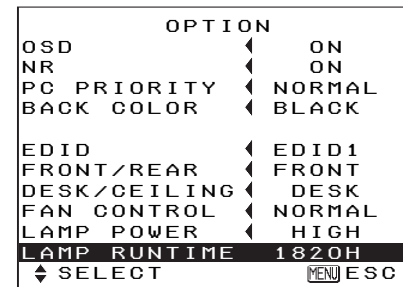 OPTION
OSD ON
NR ON
PC PRIORITY NORMAL
BACK COLOR BLACK
EDID EDID1
FRONT/REAR FRONT
DESK/CEILING DESK
FAN CONTROL NORMAL
LAMP POWER HIGH
LAMP RUNTIME 1820H
SELECT MENU ESC